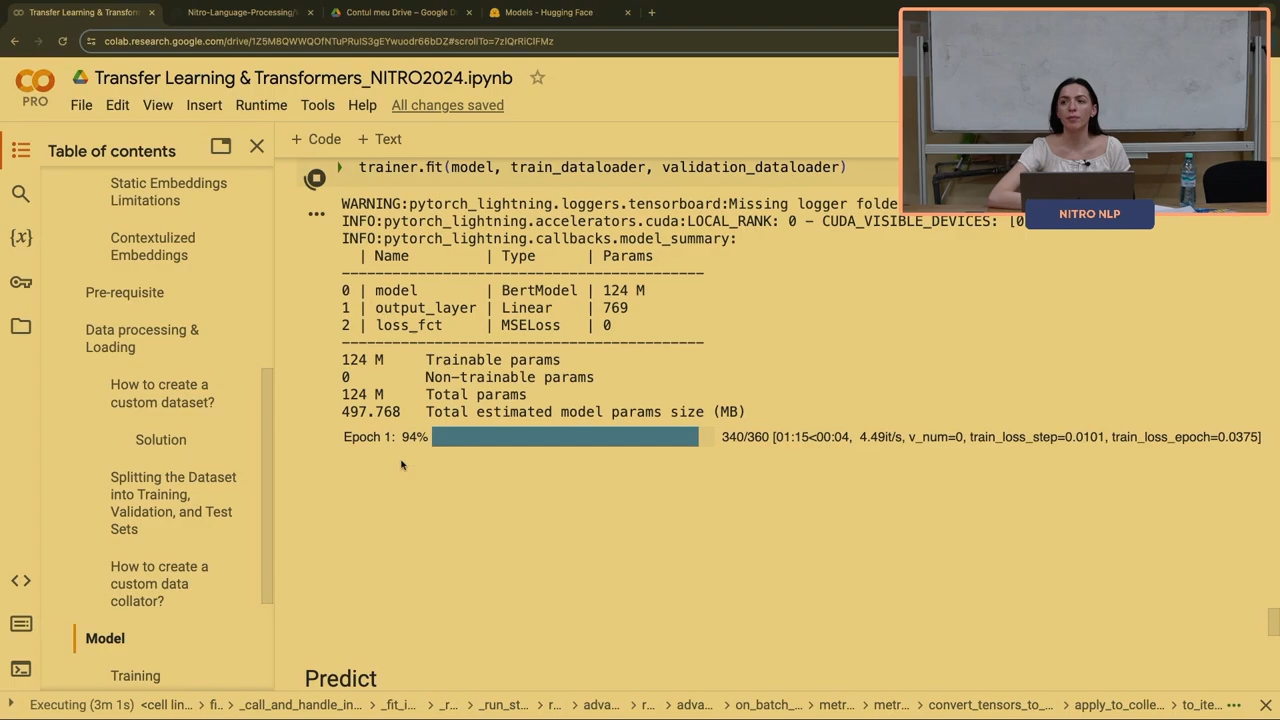 Transfer Learning & Transform
Nitro-Language-Processing/
Contul meu Drive – Google D
Models - Hugging Face
colab.research.google.com/drive/1Z5M8QWWQOfNTuPRulS3gEYwuodr66bDZ#scrollTo=7zlQrRiClFMz
PRO
Transfer Learning & Transformers_NITRO2024.ipynb
File Edit View Insert Runtime Tools Help All changes saved
Table of contents
+ Code + Text
Static Embeddings
Limitations
Contextulized
Embeddings
Pre-requisite
Data processing &
Loading
How to create a
custom dataset?
Solution
Splitting the Dataset
into Training,
Validation, and Test
Sets
How to create a
custom data
collator?
Model
Training
trainer.fit(model, train_dataloader, validation_dataloader)
WARNING:pytorch_lightning.loggers.tensorboard:Missing logger folde
INFO:pytorch_lightning.accelerators.cuda:LOCAL_RANK: 0 - CUDA_VISIBLE_DEVICES: [0
INFO:pytorch_lightning.callbacks.model_summary:
| Name | Type | Params
0 | model | BertModel | 124 M
1 | output_layer | Linear | 769
2 | loss_fct | MSELoss | 0
124 M Trainable params
0 Non-trainable params
124 M Total params
497.768 Total estimated model params size (MB)
Epoch 1: 94% 340/360 [01:15<00:04, 4.49it/s, v_num=0, train_loss_step=0.0101, train_loss_epoch=0.0375]
Predict
NITRO NLP
Executing (3m 1s) <cell lin... > fi... > _call_and_handle_in... > _fit_i... > _r... > _run_st... > r... > adva... > r... > adva... > on_batch_... > metr... > metr... > convert_tensors_to_... > apply_to_colle... > to_ite...